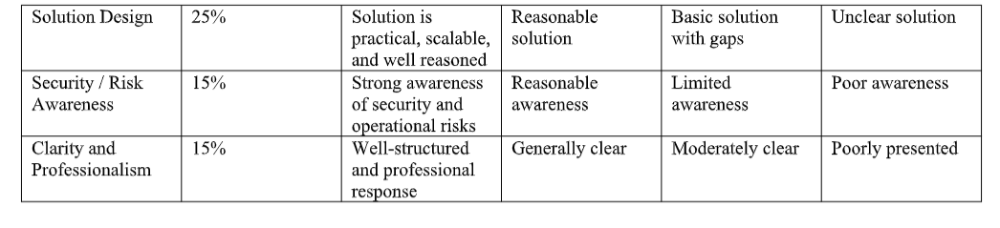 Solution Design 25% Solution is practical, scalable, and well reasoned Reasonable solution Basic solution with gaps Unclear solution
Security / Risk Awareness 15% Strong awareness of security and operational risks Reasonable awareness Limited awareness Poor awareness
Clarity and Professionalism 15% Well-structured and professional response Generally clear Moderately clear Poorly presented